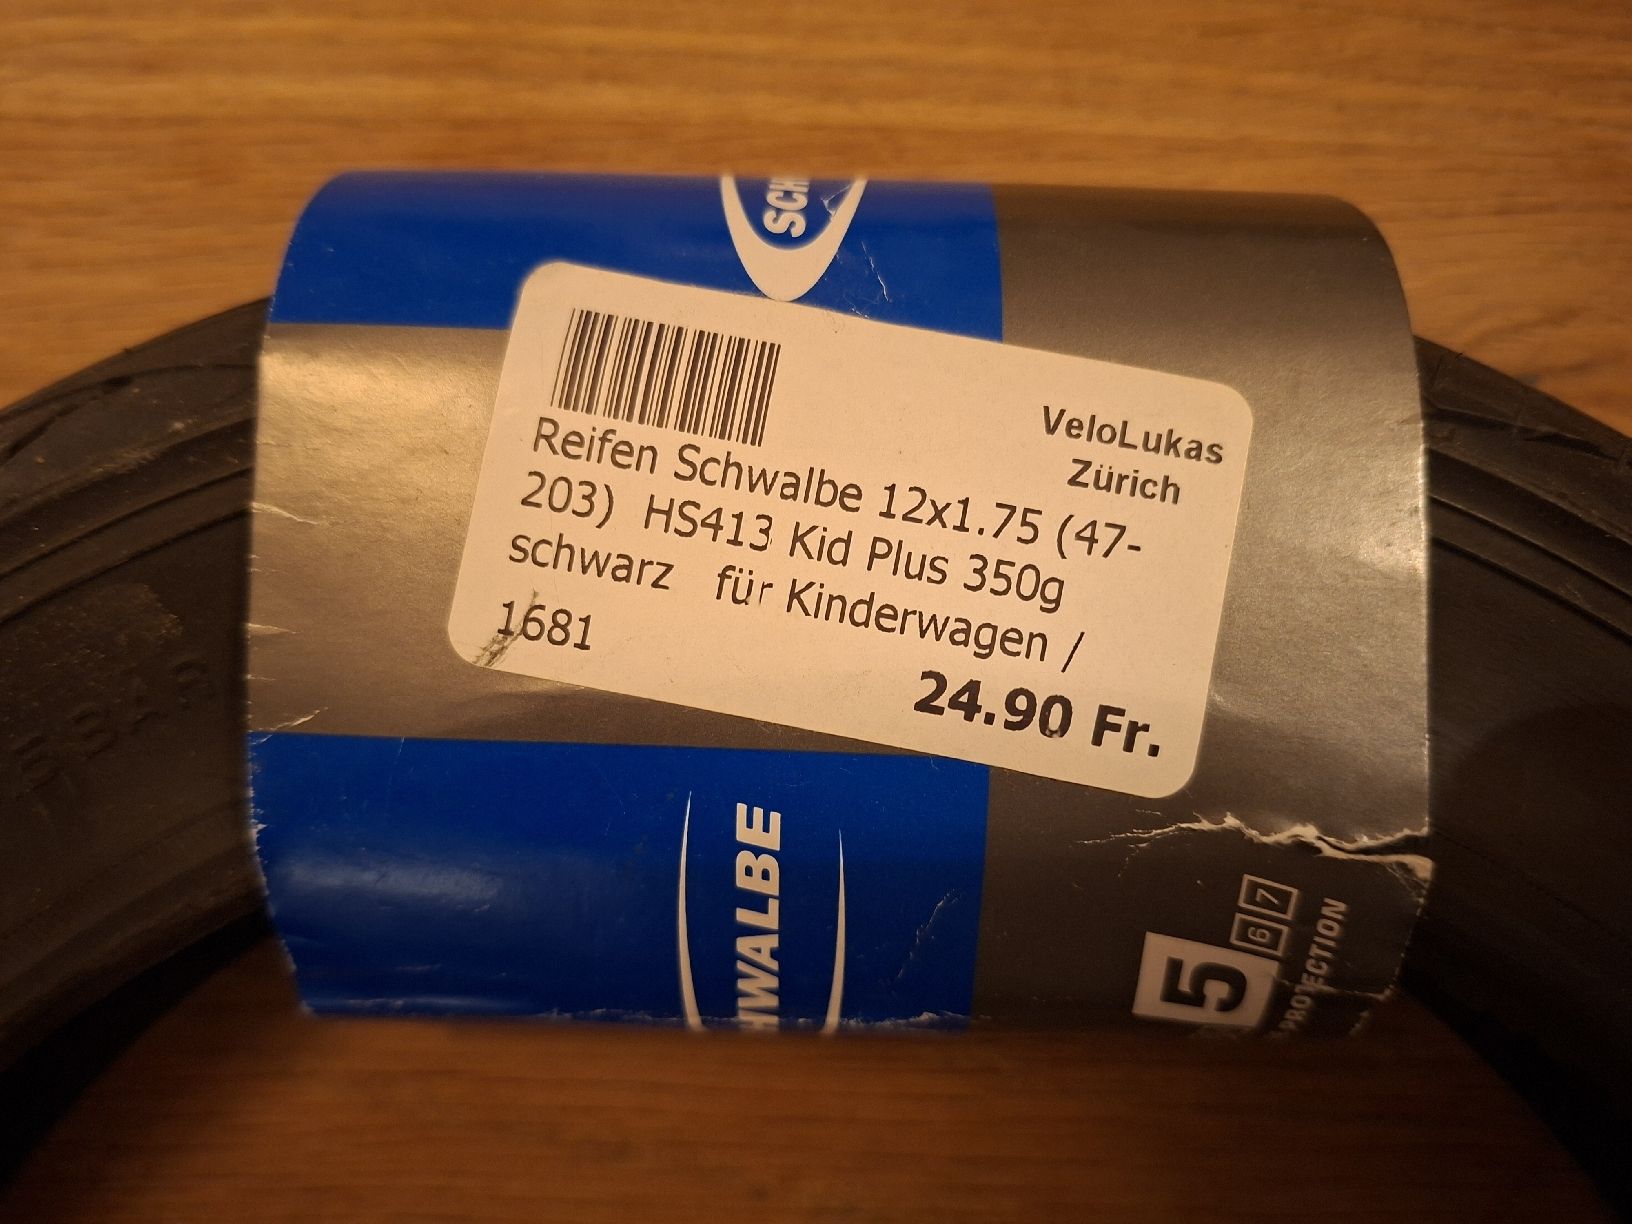 SCH
VeloLukas
Zürich
Reifen Schwalbe 12x1.75 (47-
203)  HS413 Kid Plus 350g
schwarz   für Kinderwagen /
1681
24.90 Fr.
HWALBE
5 6 7
PROTECTION